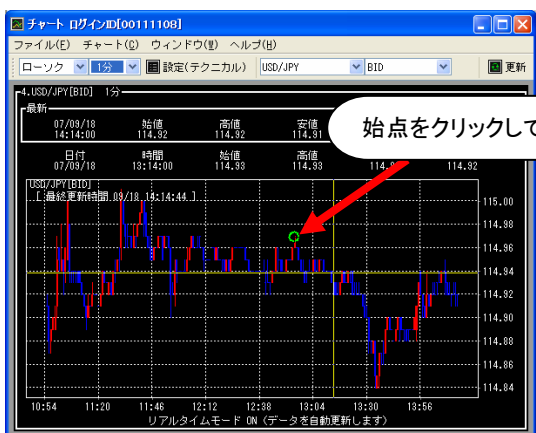 チャート ログインID[00111108]
ファイル(F) チャート(C) ウィンドウ(W) ヘルプ(H)
ローソク 1分 設定(テクニカル) USD/JPY BID 更新
4.USD/JPY[BID] 1分
最新
07/09/18 始値 高値 安値
14:14:00 114.92 114.92 114.91
始点をクリックして
日付 時間 始値 高値
07/09/18 13:14:00 114.93 114.93 114.92
USD/JPY[BID]
[ 最終更新時間 09/18 14:14:44 ]
115.00
114.98
114.96
114.94
114.92
114.90
114.88
114.86
114.84
10:54 11:20 11:46 12:12 12:38 13:04 13:30 13:56
リアルタイムモード ON (データを自動更新します)